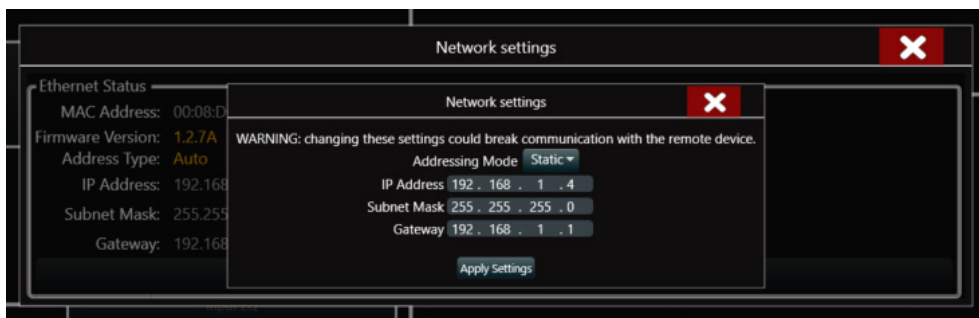 Network settings
Ethernet Status
MAC Address: 00:08:D
Firmware Version: 1.2.7A
Address Type: Auto
IP Address: 192.168
Subnet Mask: 255.255
Gateway: 192.168
Network settings
WARNING: changing these settings could break communication with the remote device.
Addressing Mode Static
IP Address 192 . 168 . 1 . 4
Subnet Mask 255 . 255 . 255 . 0
Gateway 192 . 168 . 1 . 1
Apply Settings
Input EQ